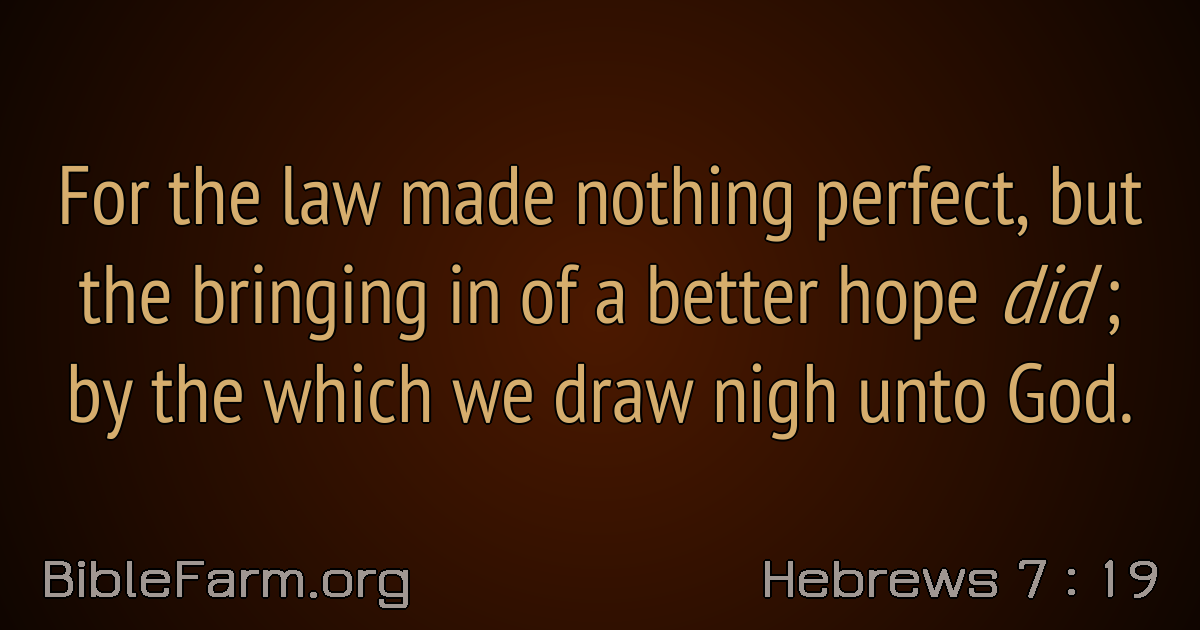 For the law made nothing perfect, but
the bringing in of a better hope did ;
by the which we draw nigh unto God.
BibleFarm.org
Hebrews 7 : 19